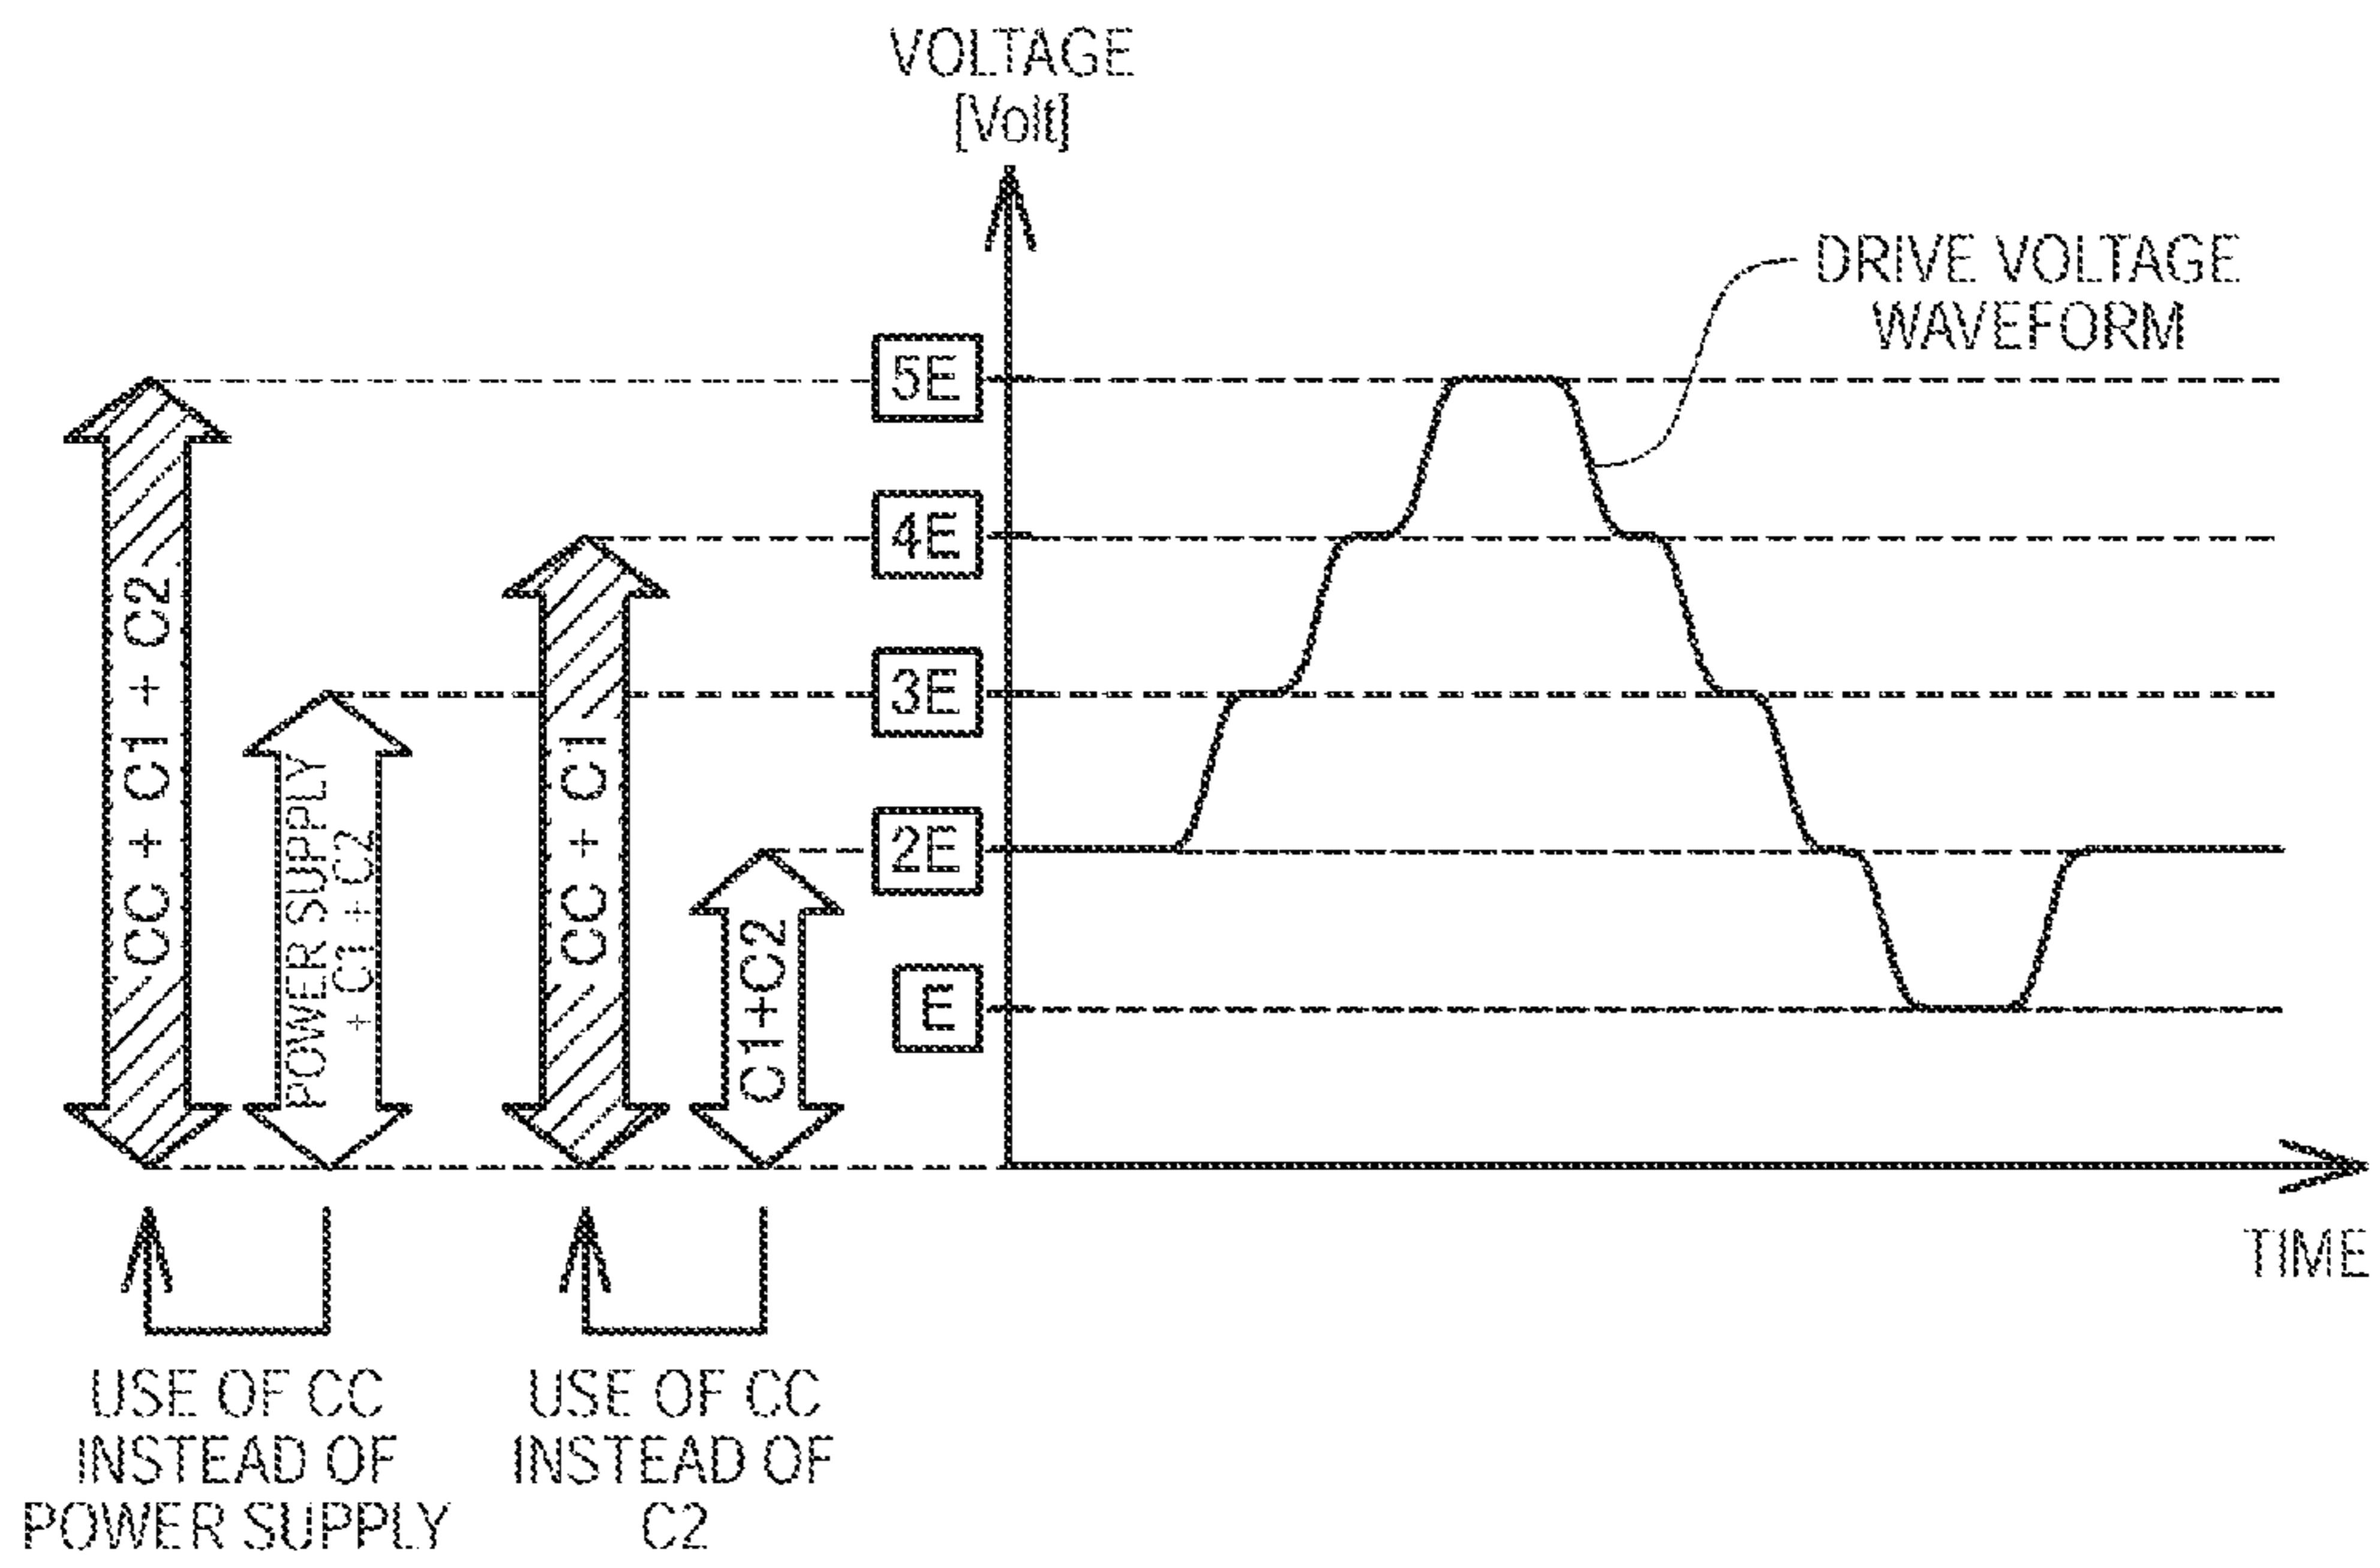 VOLTAGE
[Volt]
DRIVE VOLTAGE
WAVEFORM
5E
4E
3E
2E
E
CC + C1 + C2
POWER SUPPLY
+ C1 + C2
CC + C1
C1+C2
TIME
USE OF CC
INSTEAD OF
POWER SUPPLY
USE OF CC
INSTEAD OF
C2